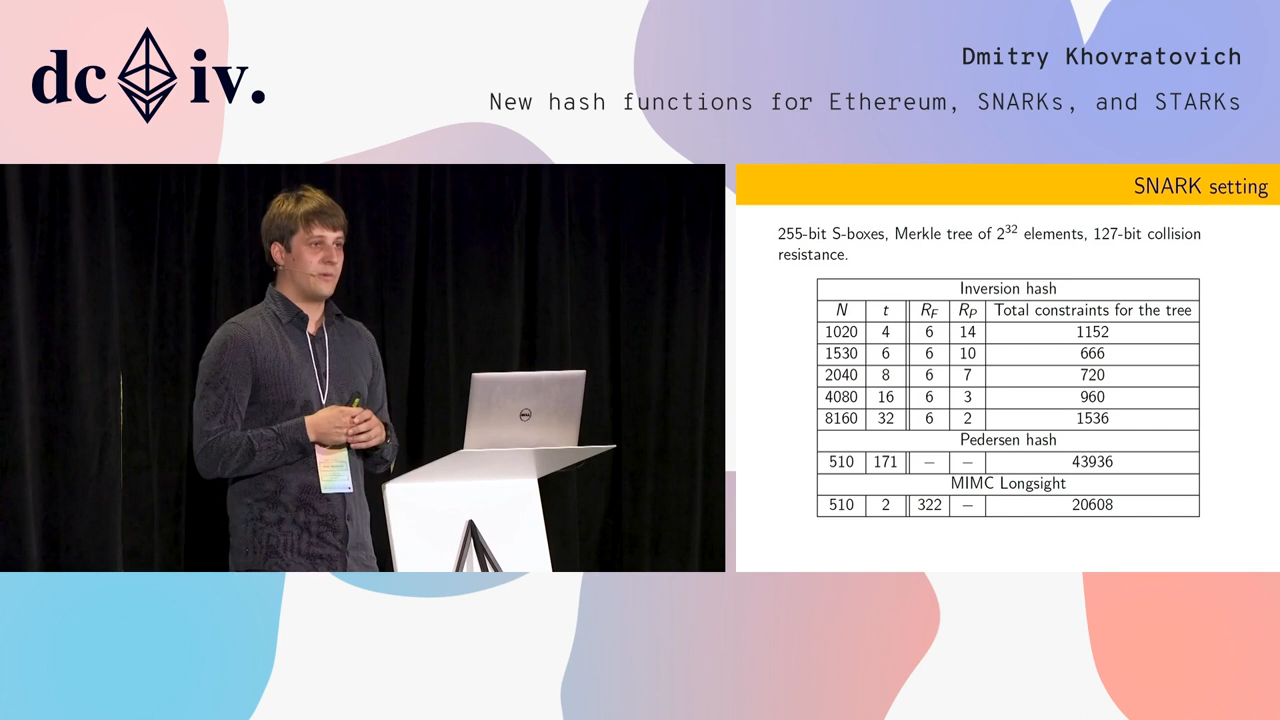 dc iv.
Dmitry Khovratovich
New hash functions for Ethereum, SNARKs, and STARKs
SNARK setting
255-bit S-boxes, Merkle tree of 2^32 elements, 127-bit collision
resistance.
Inversion hash
N t R_F R_P Total constraints for the tree
1020 4 6 14 1152
1530 6 6 10 666
2040 8 6 7 720
4080 16 6 3 960
8160 32 6 2 1536
Pedersen hash
510 171 – – 43936
MIMC Longsight
510 2 322 – 20608
DELL